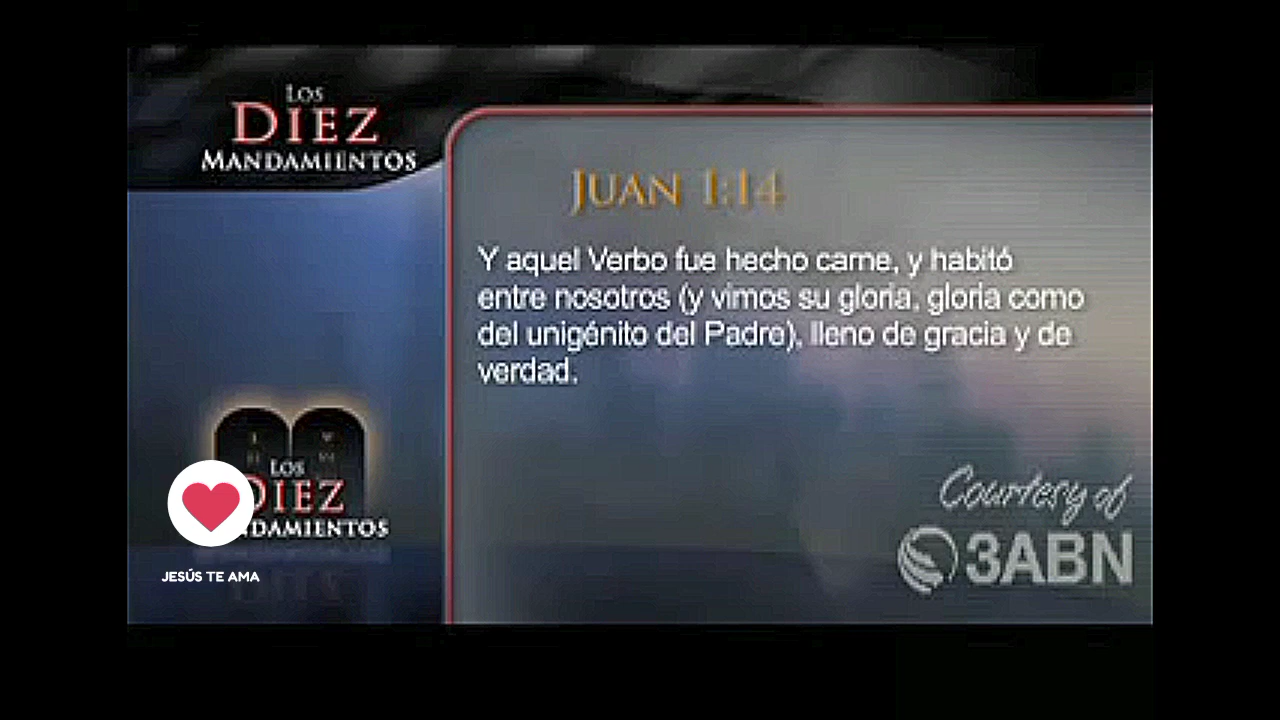 LOS
DIEZ
MANDAMIENTOS
JUAN 1:14
Y aquel Verbo fue hecho carne, y habitó
entre nosotros (y vimos su gloria, gloria como
del unigénito del Padre), lleno de gracia y de
verdad.
LOS
DIEZ
NDAMIENTOS
JESÚS TE AMA
Courtesy of
3ABN